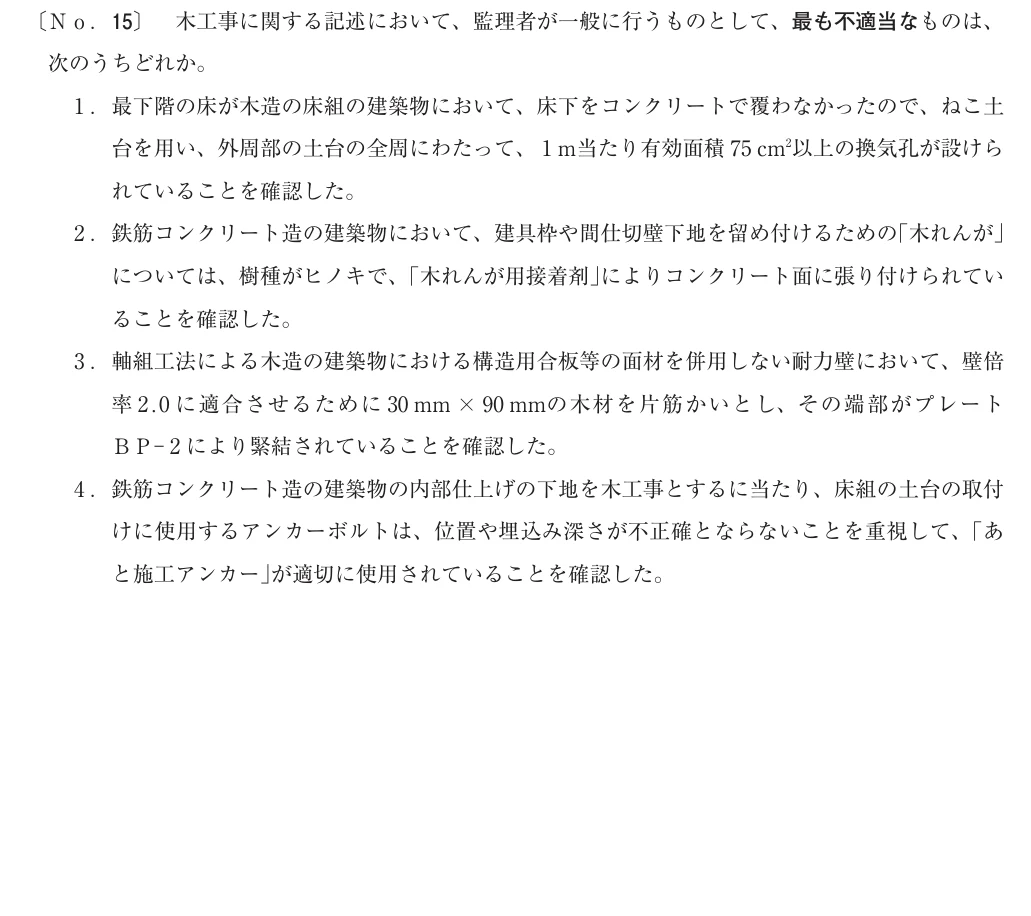 〔Ｎｏ．15〕　木工事に関する記述において、監理者が一般に行うものとして、最も不適当なものは、
次のうちどれか。
１．最下階の床が木造の床組の建築物において、床下をコンクリートで覆わなかったので、ねこ土
台を用い、外周部の土台の全周にわたって、１m当たり有効面積 75 cm²以上の換気孔が設けら
れていることを確認した。
２．鉄筋コンクリート造の建築物において、建具枠や間仕切壁下地を留め付けるための「木れんが」
については、樹種がヒノキで、「木れんが用接着剤」によりコンクリート面に張り付けられてい
ることを確認した。
３．軸組工法による木造の建築物における構造用合板等の面材を併用しない耐力壁において、壁倍
率 2.0 に適合させるために 30 mm × 90 mmの木材を片筋かいとし、その端部がプレート
ＢＰ−２により緊結されていることを確認した。
４．鉄筋コンクリート造の建築物の内部仕上げの下地を木工事とするに当たり、床組の土台の取付
けに使用するアンカーボルトは、位置や埋込み深さが不正確とならないことを重視して、「あ
と施工アンカー」が適切に使用されていることを確認した。